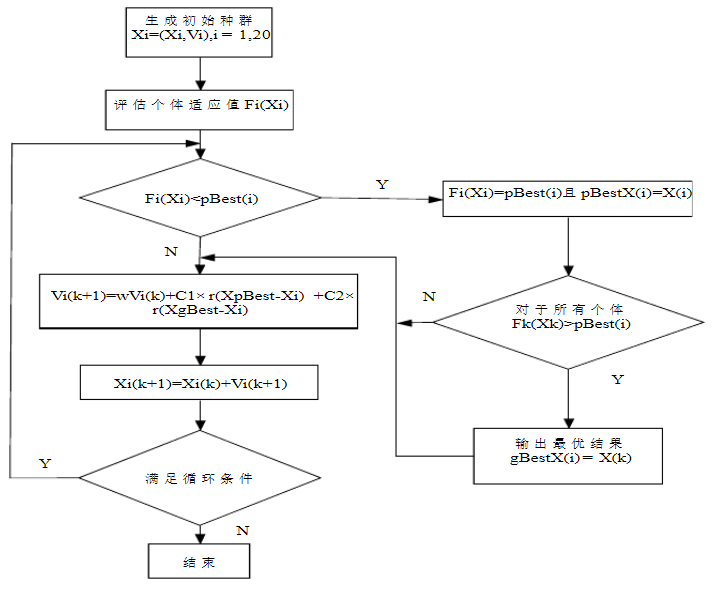 生成初始种群
Xi=(Xi,Vi),i = 1,20
评估个体适应值Fi(Xi)
Fi(Xi)<pBest(i)
Y
Fi(Xi)=pBest(i)且 pBestX(i)=X(i)
N
Vi(k+1)=wVi(k)+C1× r(XpBest-Xi) +C2×
r(XgBest-Xi)
N
对于所有个体
Fk(Xk)>pBest(i)
Y
Xi(k+1)=Xi(k)+Vi(k+1)
输出最优结果
gBestX(i)= X(k)
Y
满足循环条件
N
结束